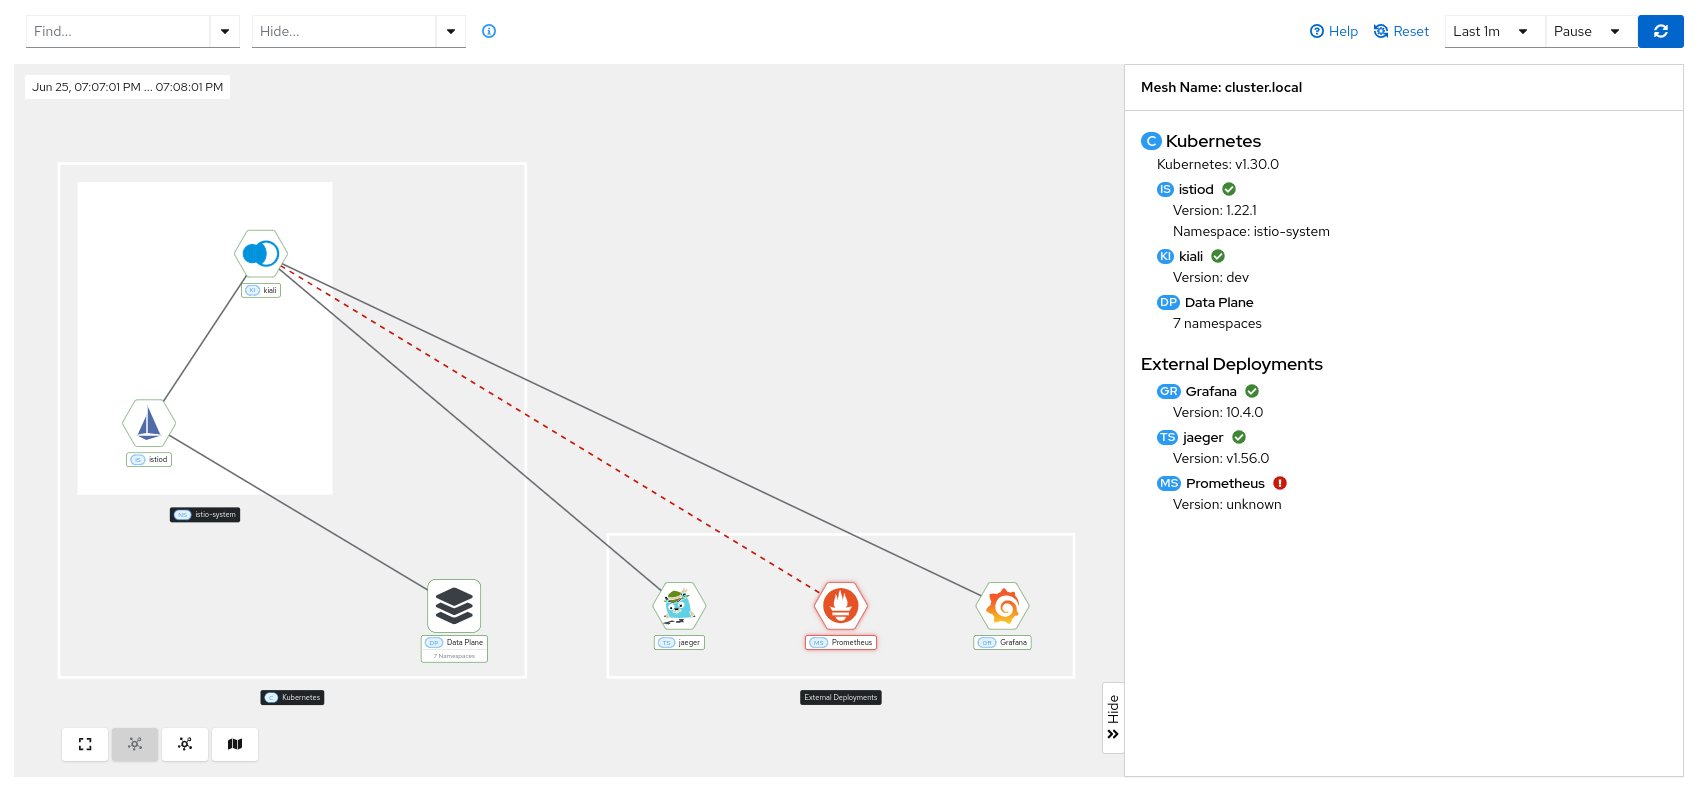 Find...
Hide...
Help
Reset
Last 1m
Pause
Jun 25, 07:07:01 PM ... 07:08:01 PM
KI kiali
IS istiod
NS istio-system
DP Data Plane
7 Namespaces
C Kubernetes
TS jaeger
MS Prometheus
GR Grafana
External Deployments
Hide
Mesh Name: cluster.local
C Kubernetes
Kubernetes: v1.30.0
IS istiod
Version: 1.22.1
Namespace: istio-system
KI kiali
Version: dev
DP Data Plane
7 namespaces
External Deployments
GR Grafana
Version: 10.4.0
TS jaeger
Version: v1.56.0
MS Prometheus
Version: unknown